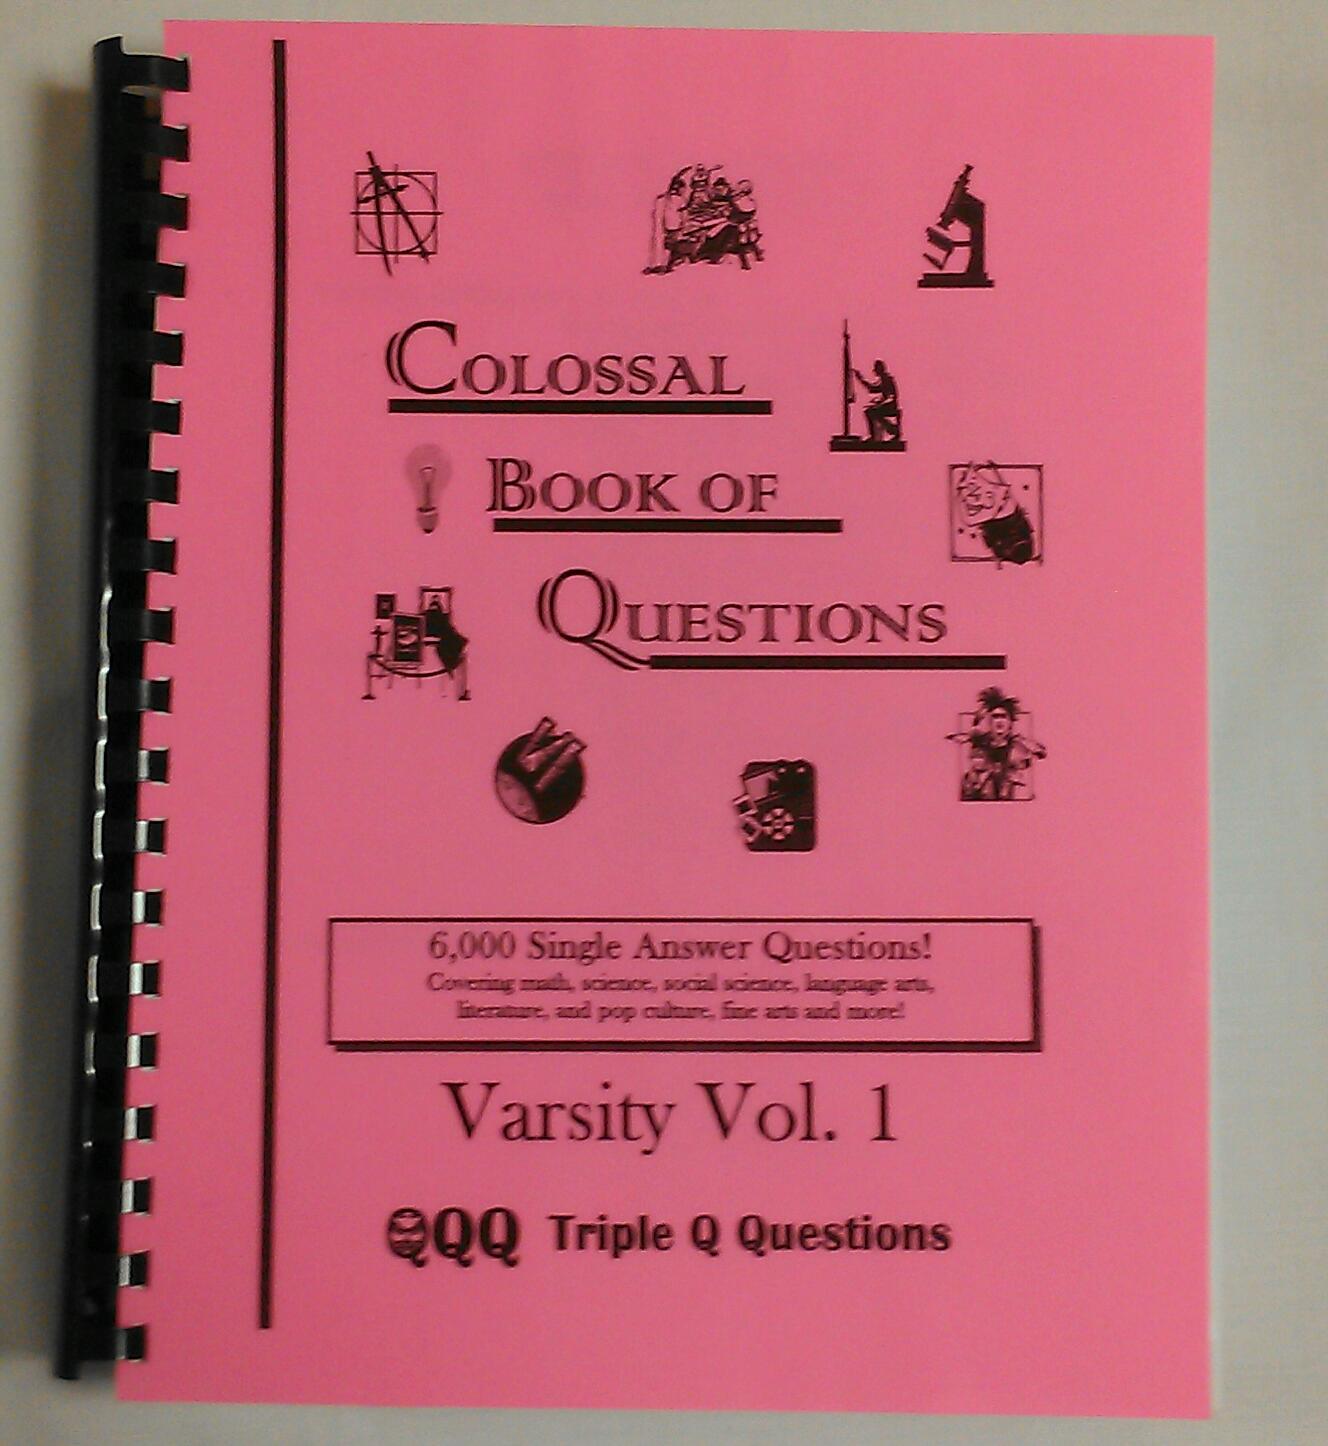 COLOSSAL
BOOK OF
QUESTIONS
6,000 Single Answer Questions!
Covering math, science, social science, language arts,
literature, and pop culture, fine arts and more!
Varsity Vol. 1
QQQ Triple Q Questions